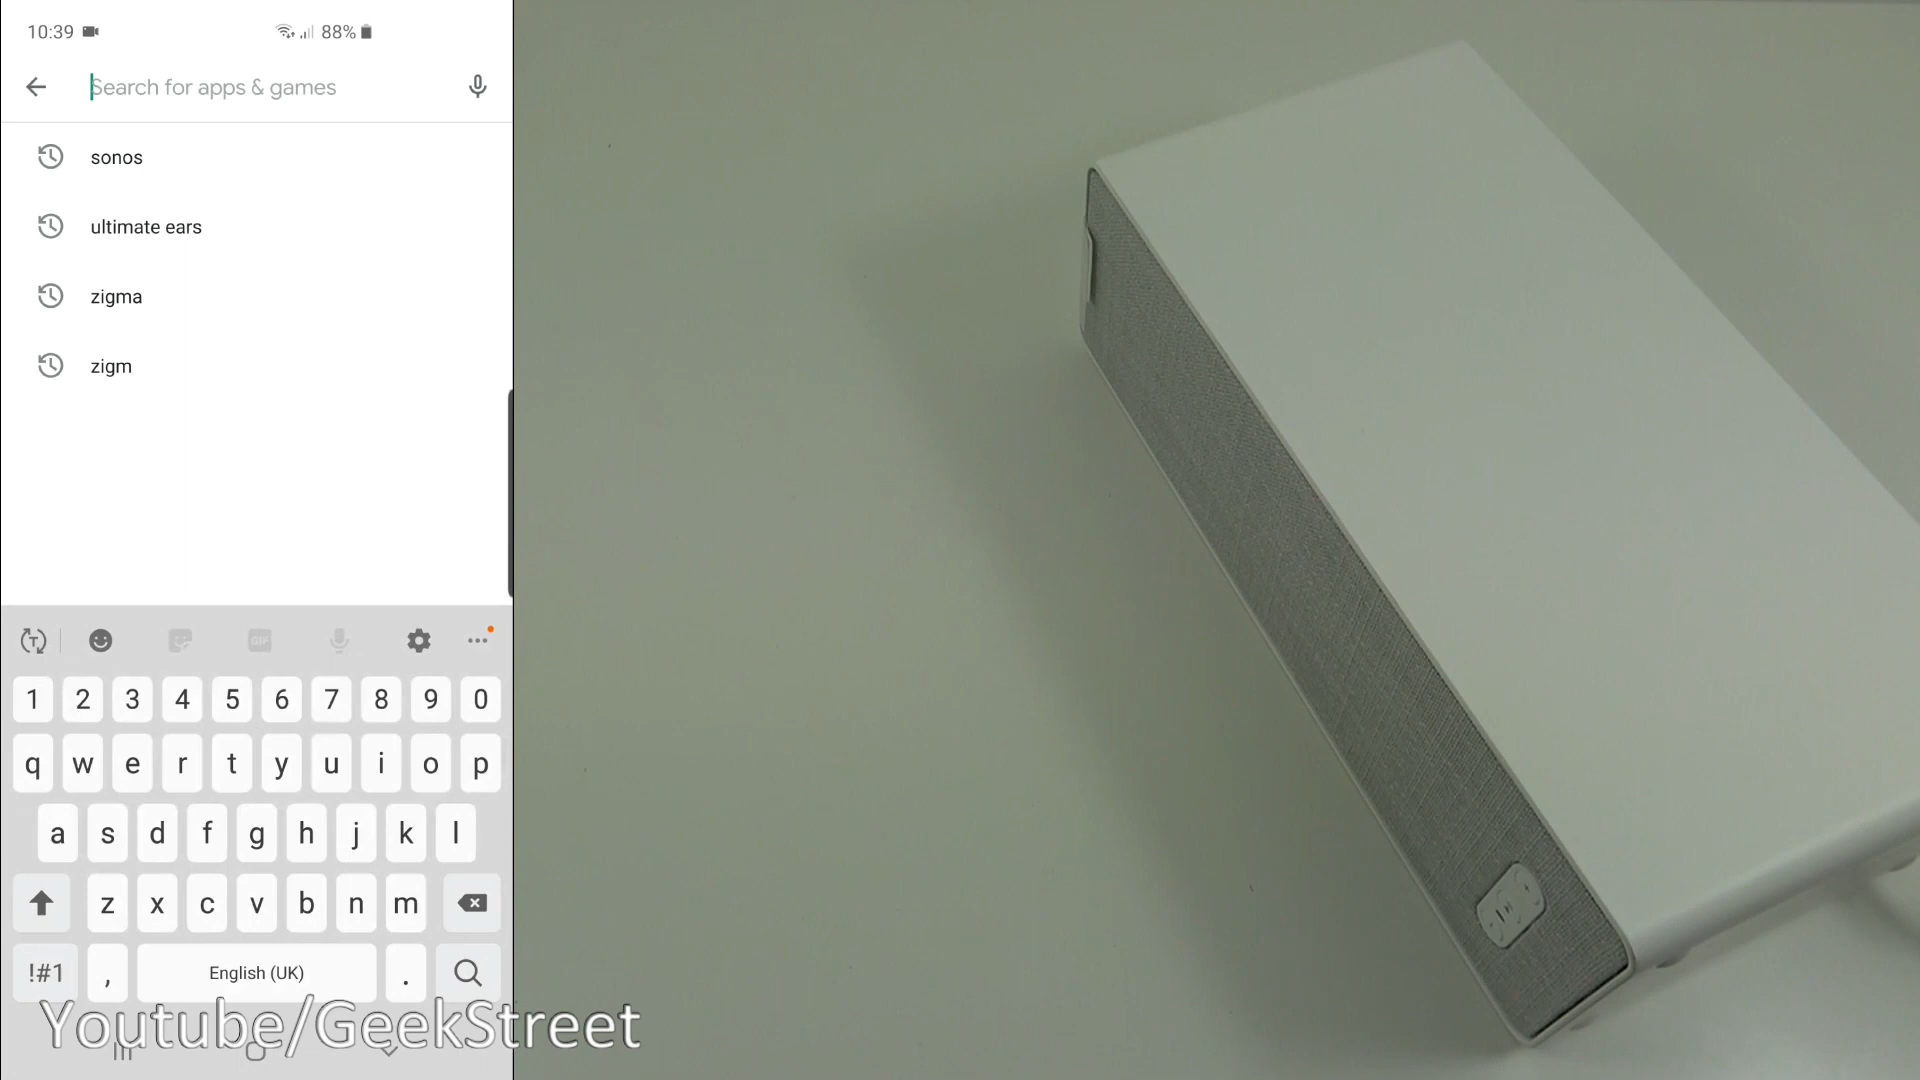 10:39 88%
Search for apps & games
sonos
ultimate ears
zigma
zigm
GIF
1 2 3 4 5 6 7 8 9 0
q w e r t y u i o p
a s d f g h j k l
z x c v b n m
!#1 , English (UK) .
Youtube/GeekStreet